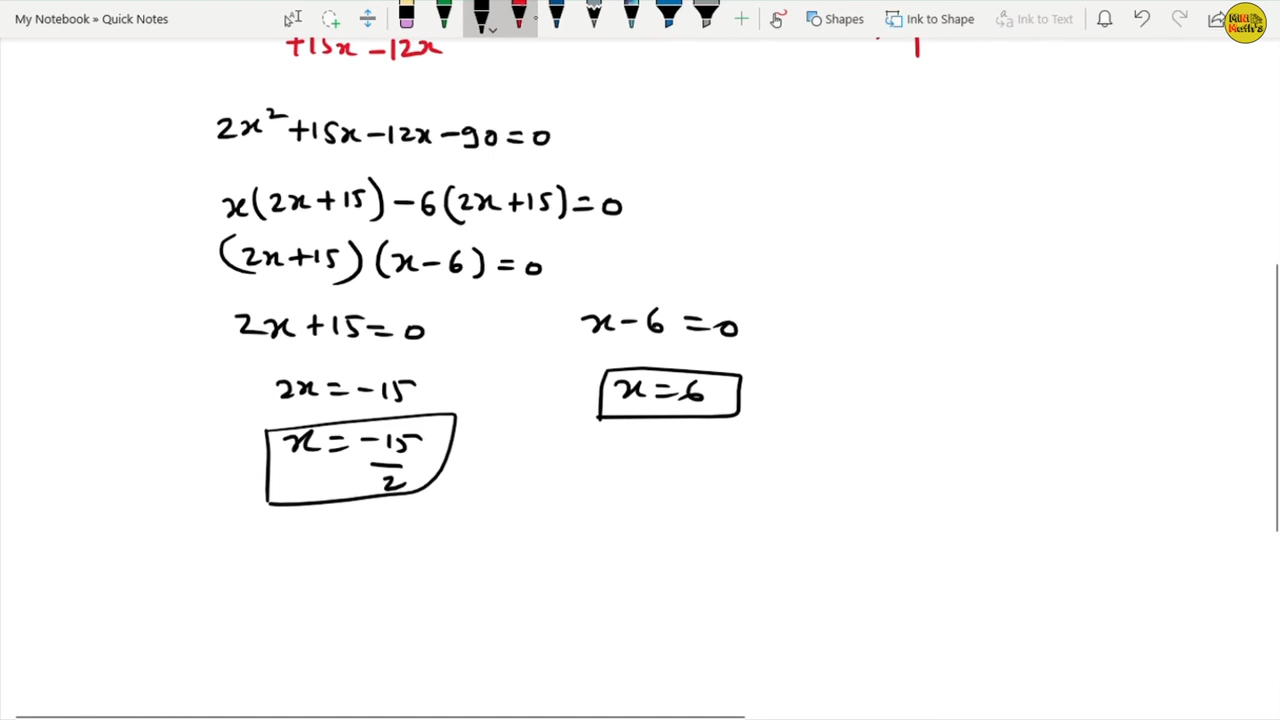 My Notebook » Quick Notes
Shapes
Ink to Shape
Ink to Text
+15x -12x
2x² +15x -12x -90 = 0
x(2x+15) -6(2x+15) = 0
(2x+15)(x-6) = 0
2x+15 = 0
x-6 = 0
2x = -15
x = 6
x = -15/2